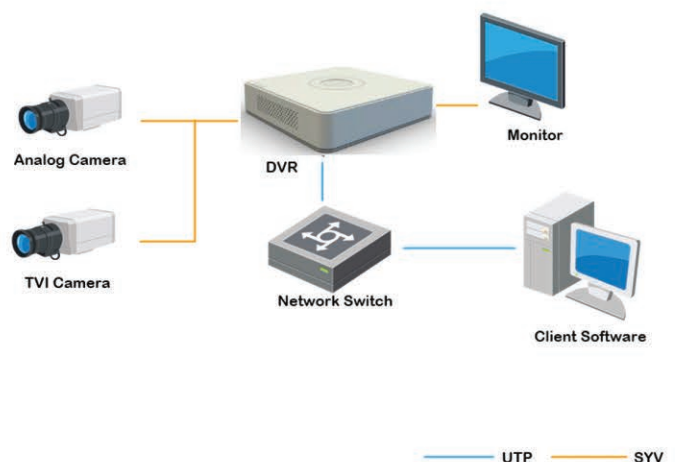 Monitor
Analog Camera
DVR
TVI Camera
Network Switch
Client Software
UTP
SYV